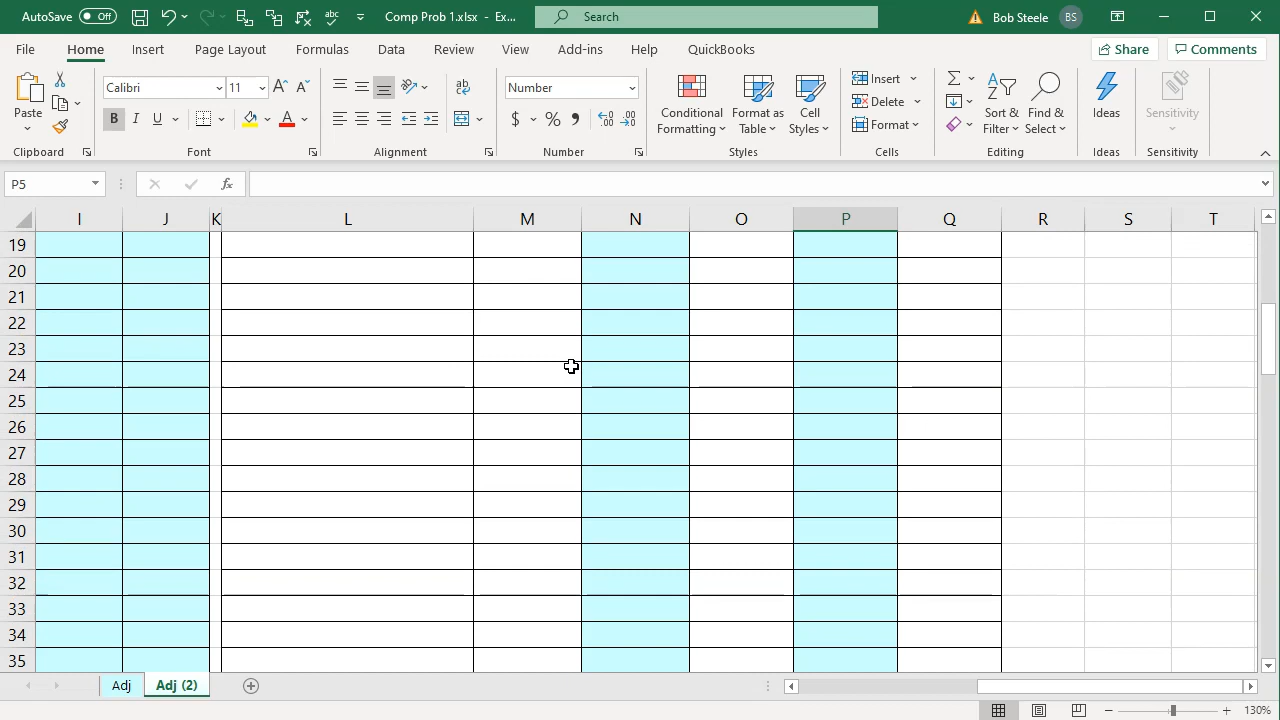 AutoSave Off Comp Prob 1.xlsx - Ex... Search Bob Steele BS
File Home Insert Page Layout Formulas Data Review View Add-ins Help QuickBooks Share Comments
Paste Calibri 11 Number Conditional Formatting Format as Table Cell Styles Insert Delete Format Sort & Filter Find & Select Ideas Sensitivity
Clipboard Font Alignment Number Styles Cells Editing Ideas Sensitivity
P5 fx
I J K L M N O P Q R S T
19
20
21
22
23
24
25
26
27
28
29
30
31
32
33
34
35
Adj Adj (2)
130%